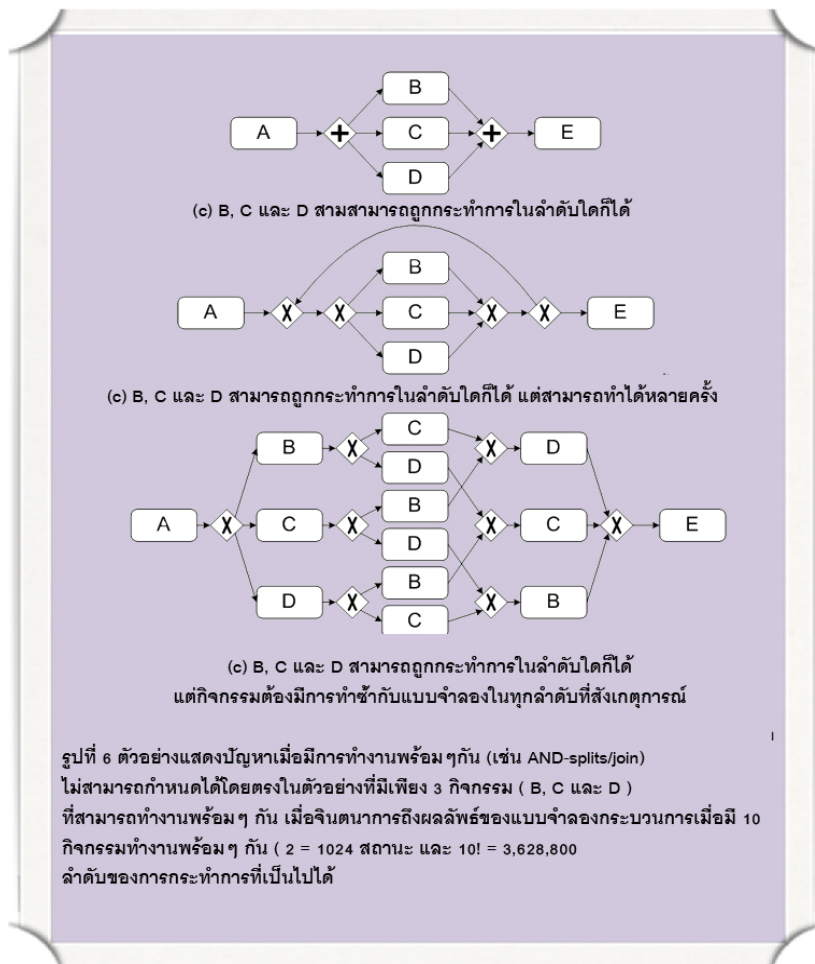 B
A + C + E
D
(c) B, C และ D สามสามารถถูกกระทำการในลำดับใดก็ได้
B
A X X C X X E
D
(c) B, C และ D สามารถถูกกระทำการในลำดับใดก็ได้ แต่สามารถทำได้หลายครั้ง
C
B X X D
D
B
A X C X X C X E
D
B
D X X B
C
(c) B, C และ D สามารถถูกกระทำการในลำดับใดก็ได้
แต่กิจกรรมต้องมีการทำซ้ำกับแบบจำลองในทุกลำดับที่สังเกตุการณ์
รูปที่ 6 ตัวอย่างแสดงปัญหาเมื่อมีการทำงานพร้อมๆกัน (เช่น AND-splits/join)
ไม่สามารถกำหนดได้โดยตรงในตัวอย่างที่มีเพียง 3 กิจกรรม ( B, C และ D )
ที่สามารถทำงานพร้อมๆ กัน เมื่อจินตนาการถึงผลลัพธ์ของแบบจำลองกระบวนการเมื่อมี 10
กิจกรรมทำงานพร้อมๆ กัน ( 2 = 1024 สถานะ และ 10! = 3,628,800
ลำดับของการกระทำการที่เป็นไปได้